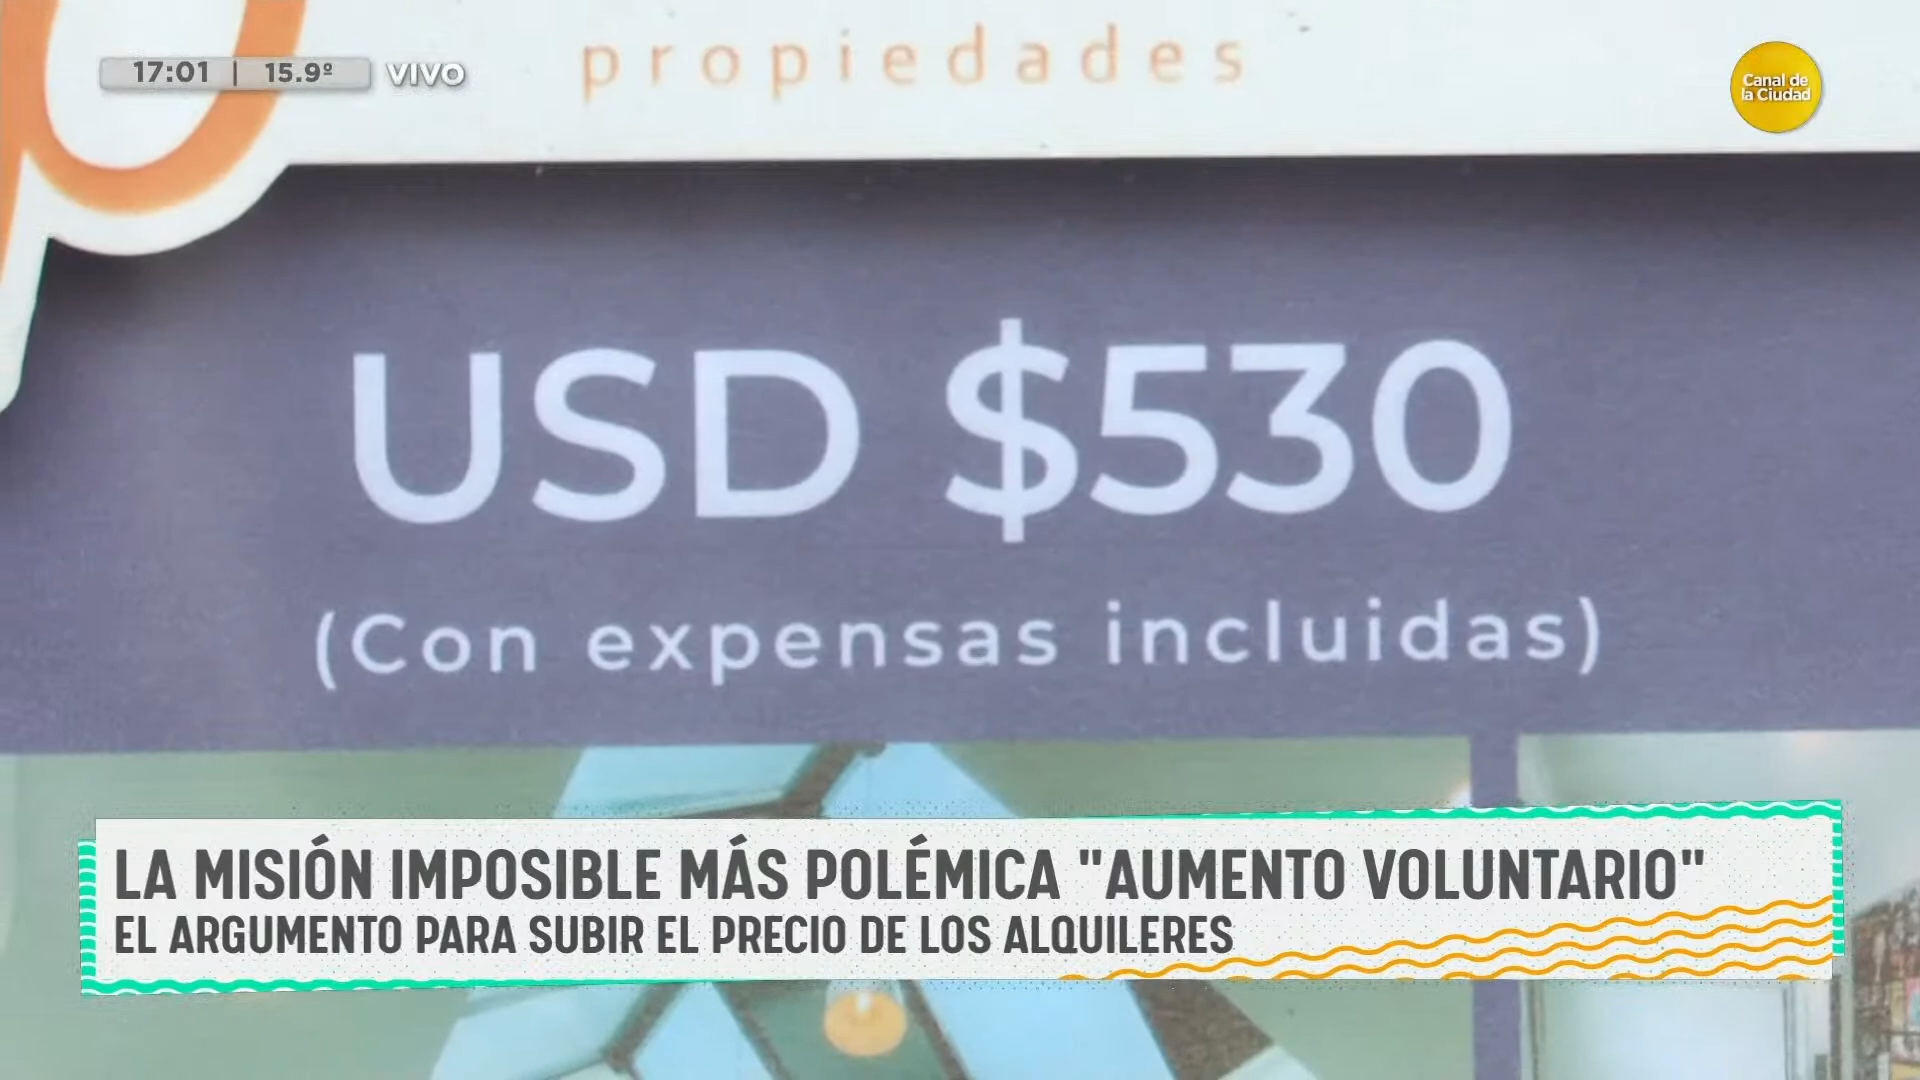 propiedades
17:01 | 15.9º VIVO
Canal de
la Ciudad
USD $530
(Con expensas incluidas)
LA MISIÓN IMPOSIBLE MÁS POLÉMICA "AUMENTO VOLUNTARIO"
EL ARGUMENTO PARA SUBIR EL PRECIO DE LOS ALQUILERES